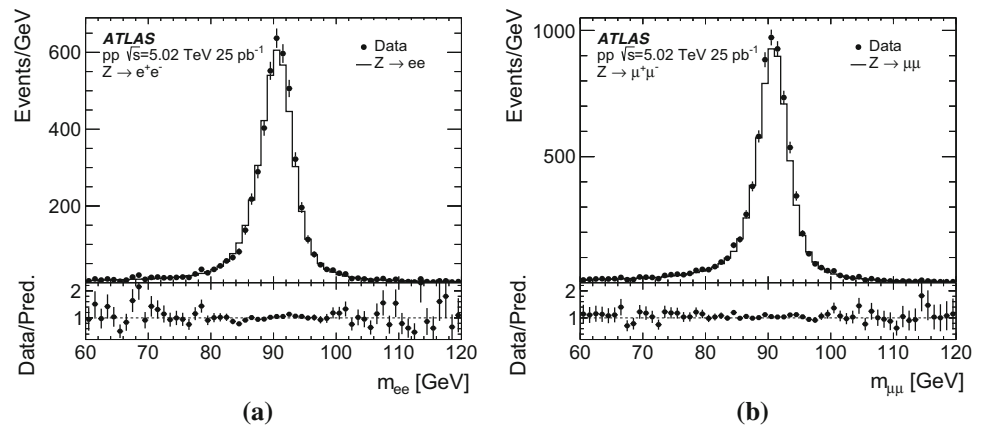 Events/GeV
600
400
200
ATLAS
pp √s=5.02 TeV 25 pb⁻¹
Z → e⁺e⁻
Data
Z → ee
Data/Pred.
2
1
60 70 80 90 100 110 120
m_ee [GeV]
(a)
Events/GeV
1000
500
ATLAS
pp √s=5.02 TeV 25 pb⁻¹
Z → μ⁺μ⁻
Data
Z → μμ
Data/Pred.
2
1
60 70 80 90 100 110 120
m_μμ [GeV]
(b)